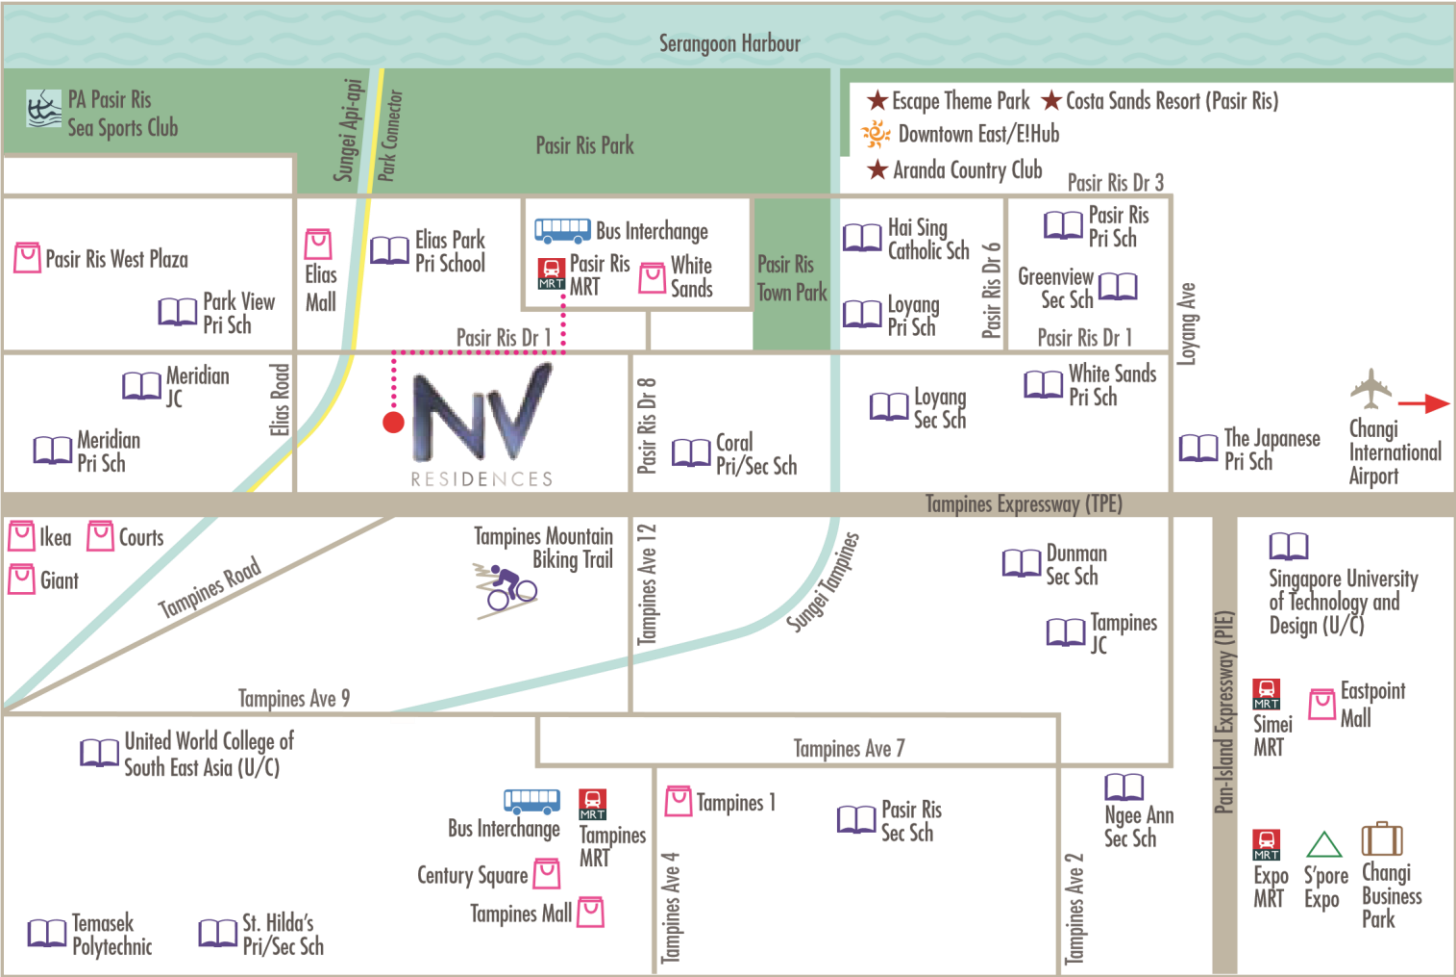 Serangoon Harbour
PA Pasir Ris
Sea Sports Club
Sungei Api-api
Park Connector
Pasir Ris Park
Escape Theme Park
Costa Sands Resort (Pasir Ris)
Downtown East/E!Hub
Aranda Country Club
Pasir Ris Dr 3
Pasir Ris West Plaza
Park View
Pri Sch
Elias
Mall
Elias Park
Pri School
Bus Interchange
MRT
Pasir Ris
MRT
White
Sands
Pasir Ris
Town Park
Hai Sing
Catholic Sch
Loyang
Pri Sch
Pasir Ris Dr 6
Pasir Ris
Pri Sch
Greenview
Sec Sch
Loyang Ave
Pasir Ris Dr 1
Pasir Ris Dr 1
Meridian
JC
Meridian
Pri Sch
Elias Road
NV
RESIDENCES
Pasir Ris Dr 8
Coral
Pri/Sec Sch
Loyang
Sec Sch
White Sands
Pri Sch
The Japanese
Pri Sch
Changi
International
Airport
Tampines Expressway (TPE)
Ikea
Courts
Giant
Tampines Road
Tampines Mountain
Biking Trail
Tampines Ave 12
Sungei Tampines
Dunman
Sec Sch
Tampines
JC
Pan-Island Expressway (PIE)
Singapore University
of Technology and
Design (U/C)
MRT
Simei
MRT
Eastpoint
Mall
Tampines Ave 9
United World College of
South East Asia (U/C)
Tampines Ave 7
Bus Interchange
MRT
Tampines
MRT
Century Square
Tampines Mall
Tampines 1
Tampines Ave 4
Pasir Ris
Sec Sch
Tampines Ave 2
Ngee Ann
Sec Sch
MRT
Expo
MRT
S'pore
Expo
Changi
Business
Park
Temasek
Polytechnic
St. Hilda's
Pri/Sec Sch